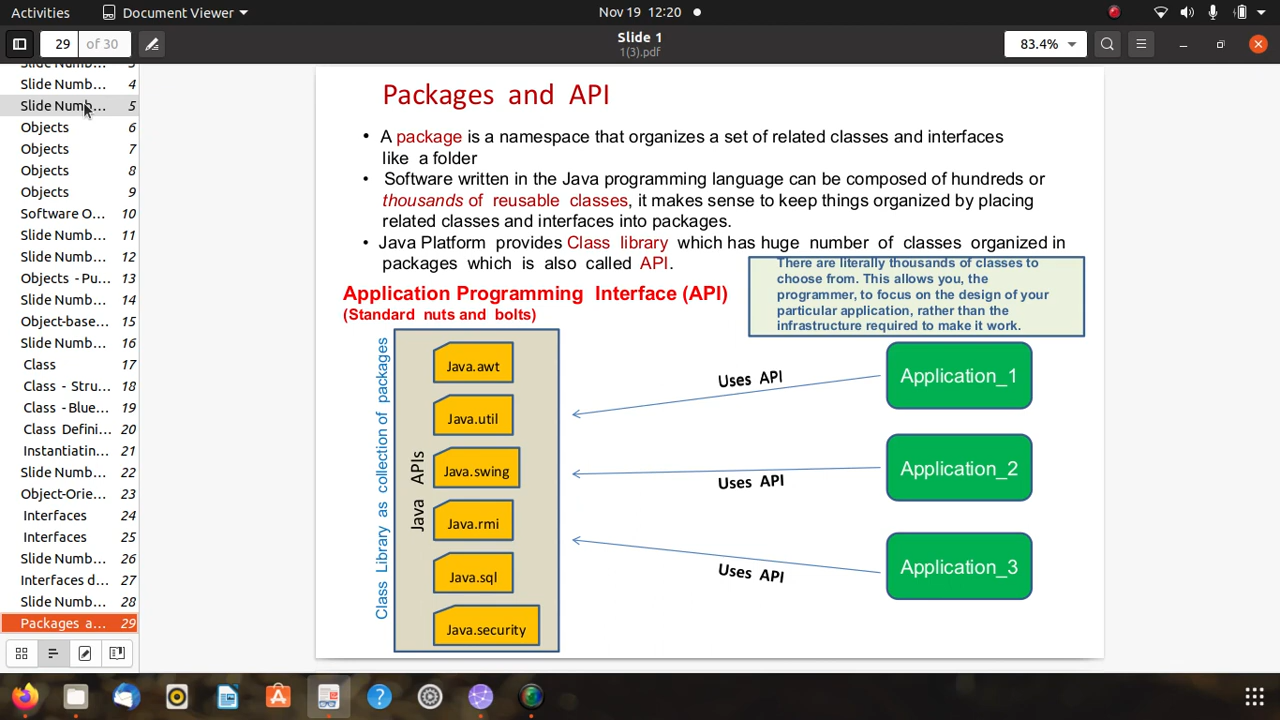 Activities
Document Viewer
Nov 19 12:20
29 of 30
Slide 1
1(3).pdf
83.4%
Slide Numb... 4
Slide Numb... 5
Objects 6
Objects 7
Objects 8
Objects 9
Software O... 10
Slide Numb... 11
Slide Numb... 12
Objects - Pu... 13
Slide Numb... 14
Object-base... 15
Slide Numb... 16
Class 17
Class - Stru... 18
Class - Blue... 19
Class Defini... 20
Instantiatin... 21
Slide Numb... 22
Object-Orie... 23
Interfaces 24
Interfaces 25
Slide Numb... 26
Interfaces d... 27
Slide Numb... 28
Packages a... 29
Packages and API
• A package is a namespace that organizes a set of related classes and interfaces
like a folder
• Software written in the Java programming language can be composed of hundreds or
thousands of reusable classes, it makes sense to keep things organized by placing
related classes and interfaces into packages.
• Java Platform provides Class library which has huge number of classes organized in
packages which is also called API.
There are literally thousands of classes to
choose from. This allows you, the
programmer, to focus on the design of your
particular application, rather than the
infrastructure required to make it work.
Application Programming Interface (API)
(Standard nuts and bolts)
Class Library as collection of packages
Java APIs
Java.awt
Java.util
Java.swing
Java.rmi
Java.sql
Java.security
Uses API
Uses API
Uses API
Application_1
Application_2
Application_3